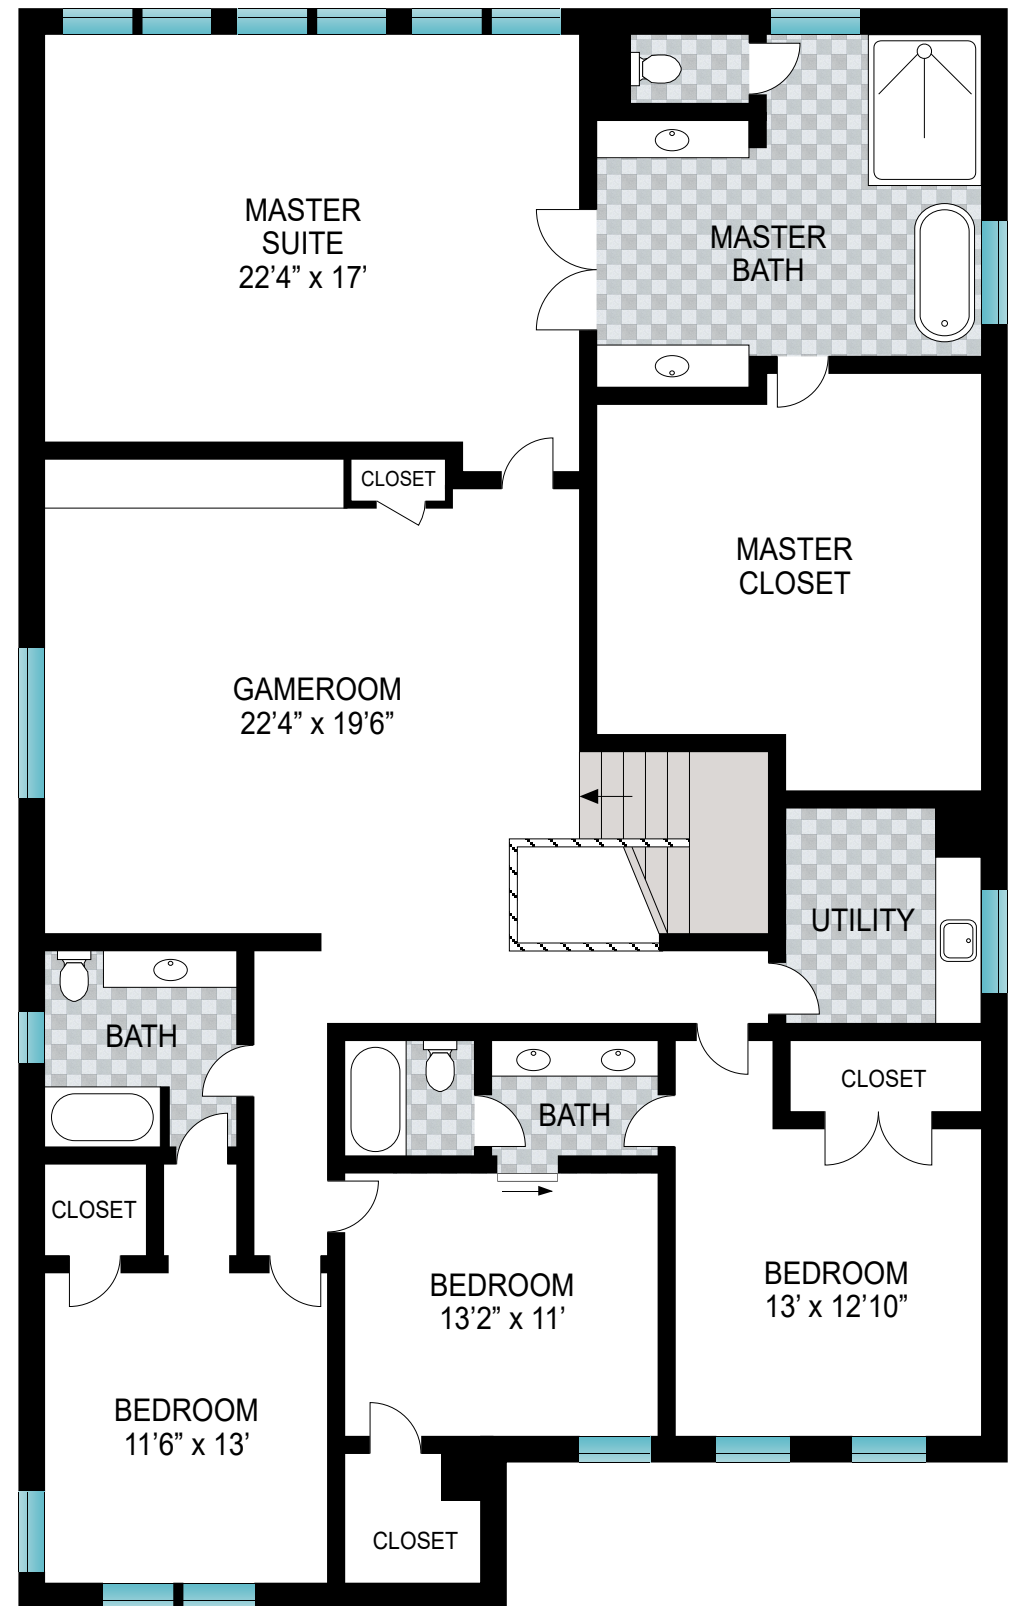 MASTER
SUITE
22’4” x 17’
MASTER
BATH
CLOSET
MASTER
CLOSET
GAMEROOM
22’4” x 19’6”
UTILITY
BATH
BATH
CLOSET
CLOSET
BEDROOM
13’2” x 11’
BEDROOM
13’ x 12’10”
BEDROOM
11’6” x 13’
CLOSET